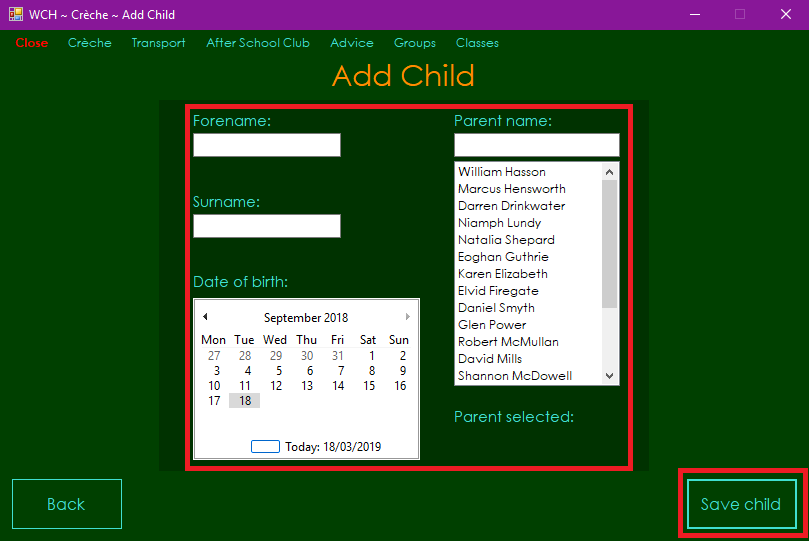 WCH ~ Crèche ~ Add Child
Close Crèche Transport After School Club Advice Groups Classes
Add Child
Forename:
Surname:
Date of birth:
September 2018
Mon Tue Wed Thu Fri Sat Sun
27 28 29 30 31 1 2
3 4 5 6 7 8 9
10 11 12 13 14 15 16
17 18
Today: 18/03/2019
Parent name:
William Hasson
Marcus Hensworth
Darren Drinkwater
Niamph Lundy
Natalia Shepard
Eoghan Guthrie
Karen Elizabeth
Elvid Firegate
Daniel Smyth
Glen Power
Robert McMullan
David Mills
Shannon McDowell
Parent selected:
Back
Save child